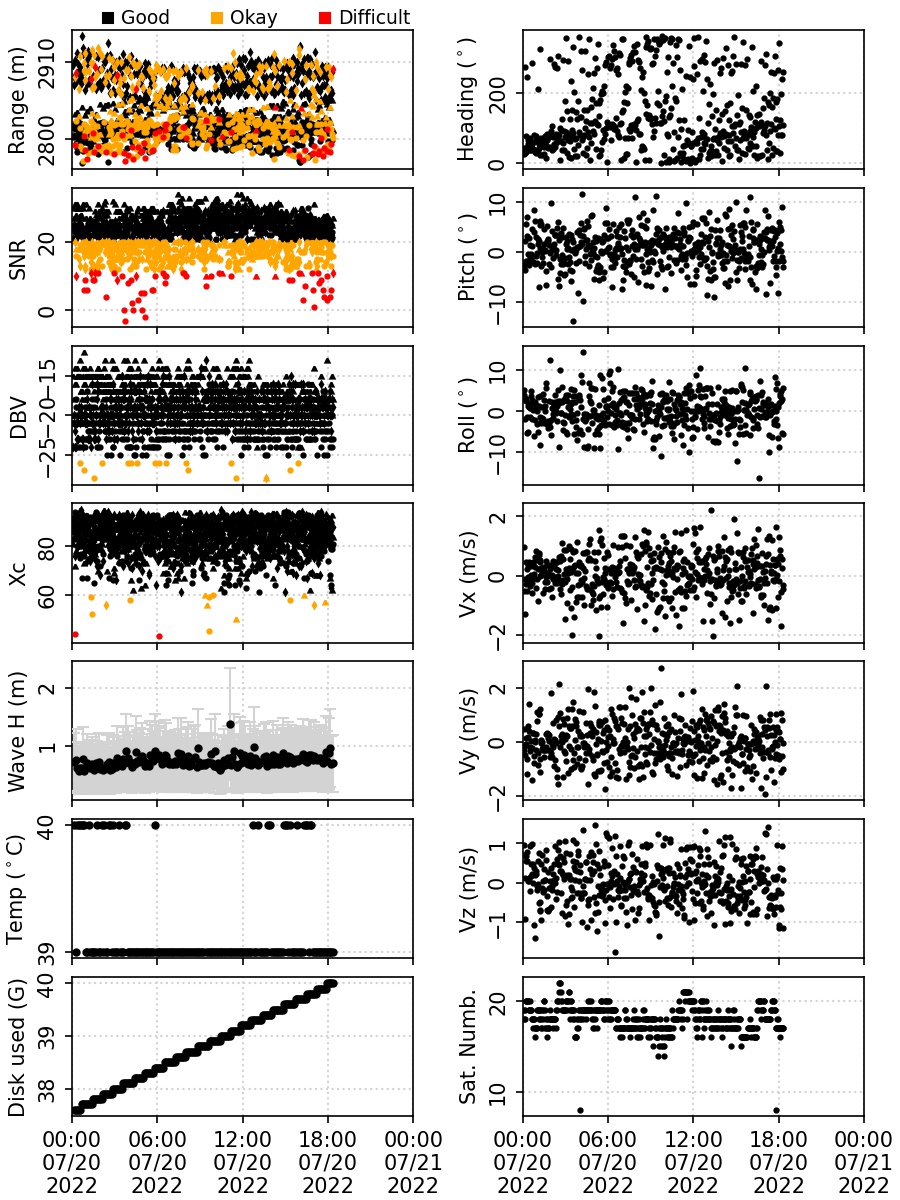 Good Okay Difficult
Range (m)
2910
2800
Heading (°)
200
0
SNR
20
0
Pitch (°)
10
0
−10
DBV
−15
−20
−25
Roll (°)
10
0
−10
Xc
80
60
Vx (m/s)
2
0
−2
Wave H (m)
2
1
Vy (m/s)
2
0
−2
Temp (°C)
40
39
Vz (m/s)
1
0
−1
Disk used (G)
40
39
38
Sat. Numb.
20
10
00:00 06:00 12:00 18:00 00:00
07/20 07/20 07/20 07/20 07/21
2022 2022 2022 2022 2022
00:00 06:00 12:00 18:00 00:00
07/20 07/20 07/20 07/20 07/21
2022 2022 2022 2022 2022